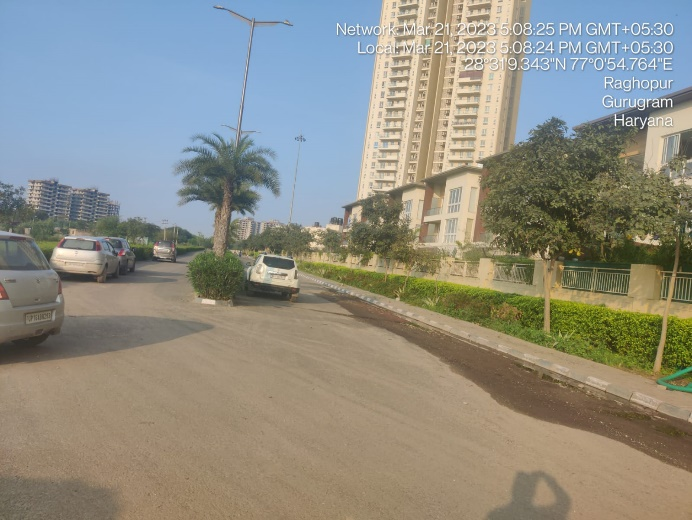 Network: Mar 21, 2023 5:08:25 PM GMT+05:30
Local: Mar 21, 2023 5:08:24 PM GMT+05:30
28°3'19.343"N 77°0'54.764"E
Raghopur
Gurugram
Haryana